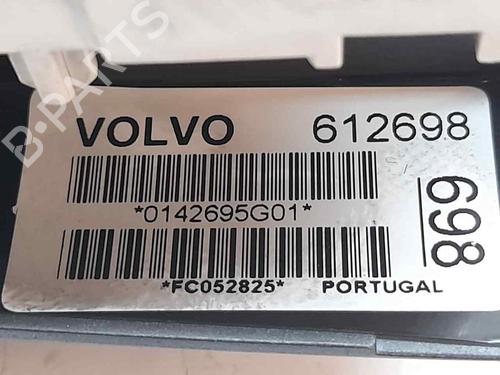 VOLVO 612698
*0142695G01*
869
*FC052825* PORTUGAL
B-PARTS